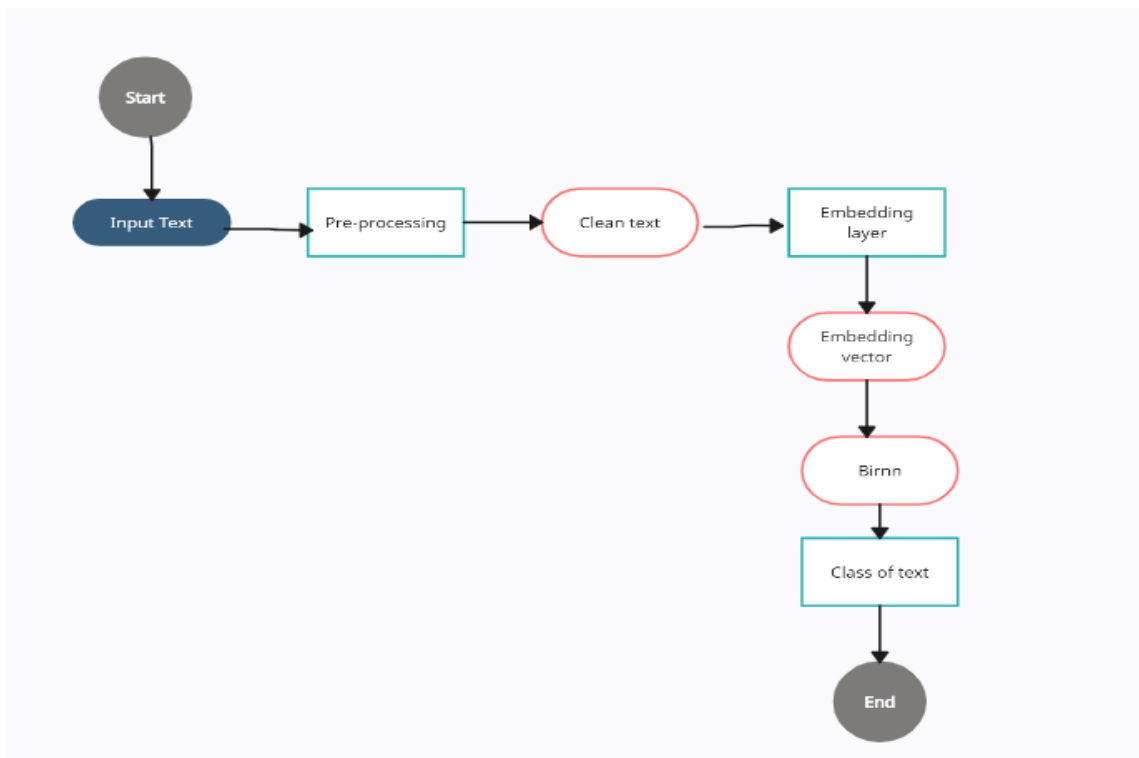 Start
Input Text
Pre-processing
Clean text
Embedding
layer
Embedding
vector
Birnn
Class of text
End